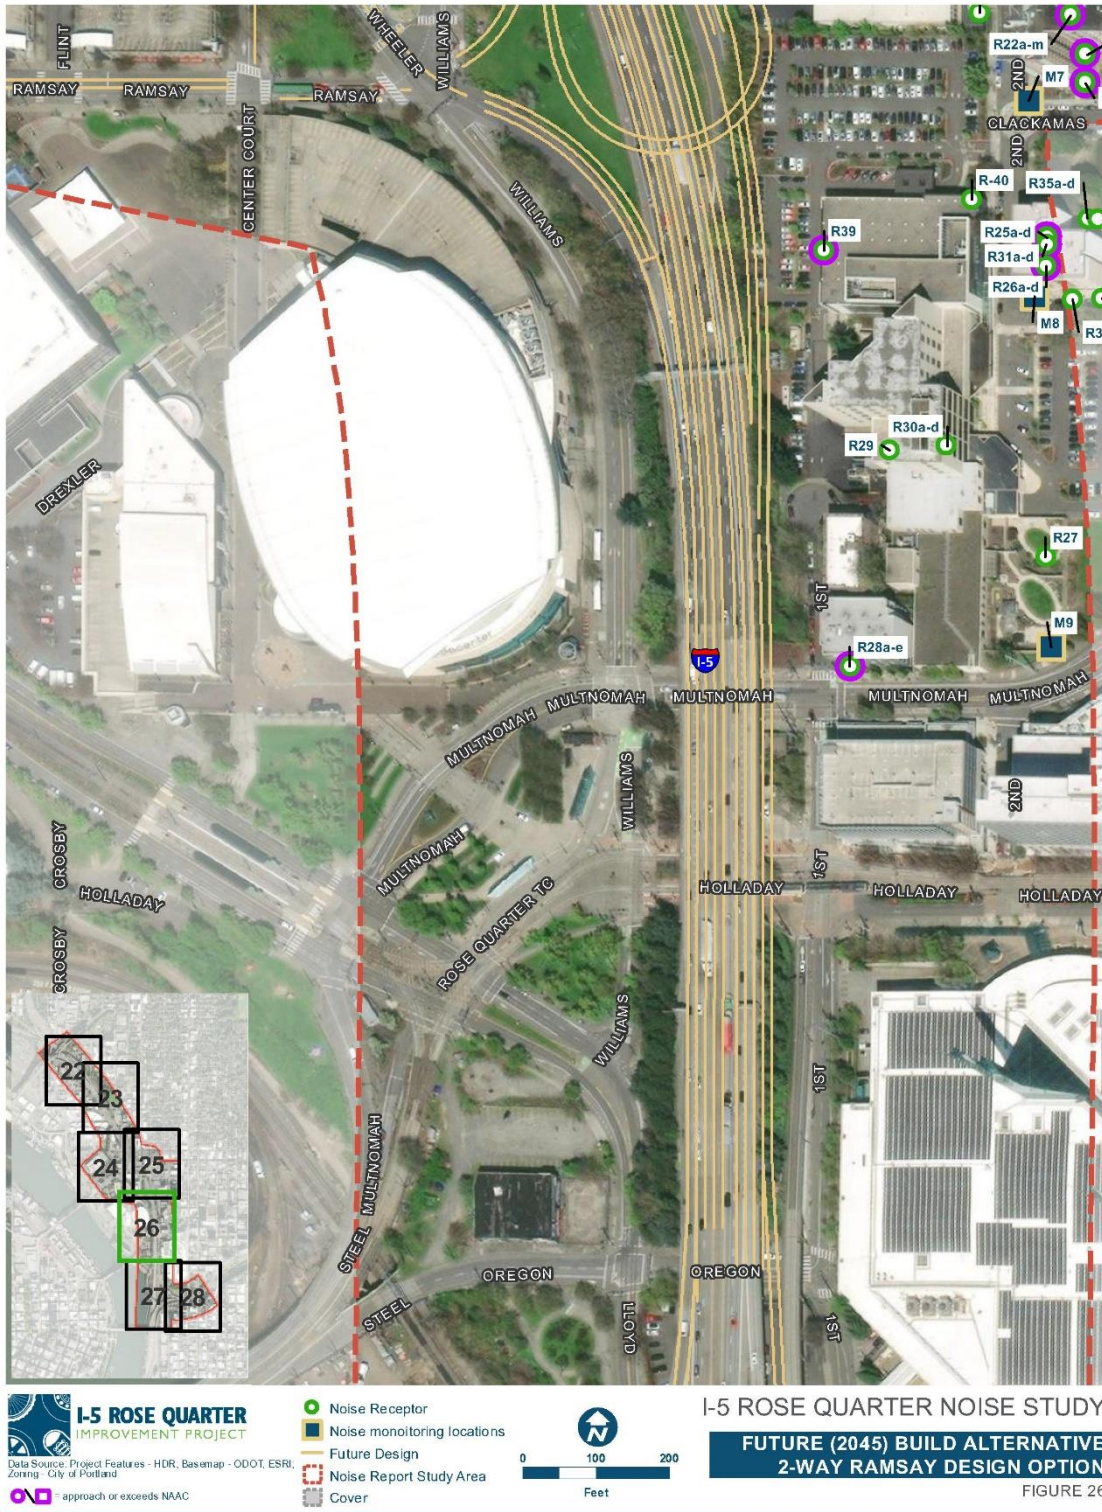 FLINT
WHEELER
WILLIAMS
R22a-m
2ND
M7
RAMSAY
RAMSAY
RAMSAY
CLACKAMAS
CENTER COURT
2ND
R-40
R35a-d
WILLIAMS
R39
R25a-d
R31a-d
R26a-d
M8
R3
R30a-d
R29
DREXLER
R27
1ST
M9
R28a-e
I-5
MULTNOMAH
MULTNOMAH
MULTNOMAH
MULTNOMAH
MULTNOMAH
WILLIAMS
2ND
CROSBY
MULTNOMAH
1ST
HOLLADAY
HOLLADAY
HOLLADAY
HOLLADAY
ROSE QUARTER TC
CROSBY
WILLIAMS
1ST
22
23
24
25
26
27
28
MULTNOMAH
STEEL
OREGON
OREGON
STEEL
LLOYD
1ST
I-5 ROSE QUARTER
IMPROVEMENT PROJECT
Data Source: Project Features - HDR; Basemap - ODOT, ESRI;
Zoning - City of Portland
= approach or exceeds NAAC
Noise Receptor
Noise monoitoring locations
Future Design
Noise Report Study Area
Cover
0 100 200
Feet
I-5 ROSE QUARTER NOISE STUDY
FUTURE (2045) BUILD ALTERNATIVE
2-WAY RAMSAY DESIGN OPTION
FIGURE 26